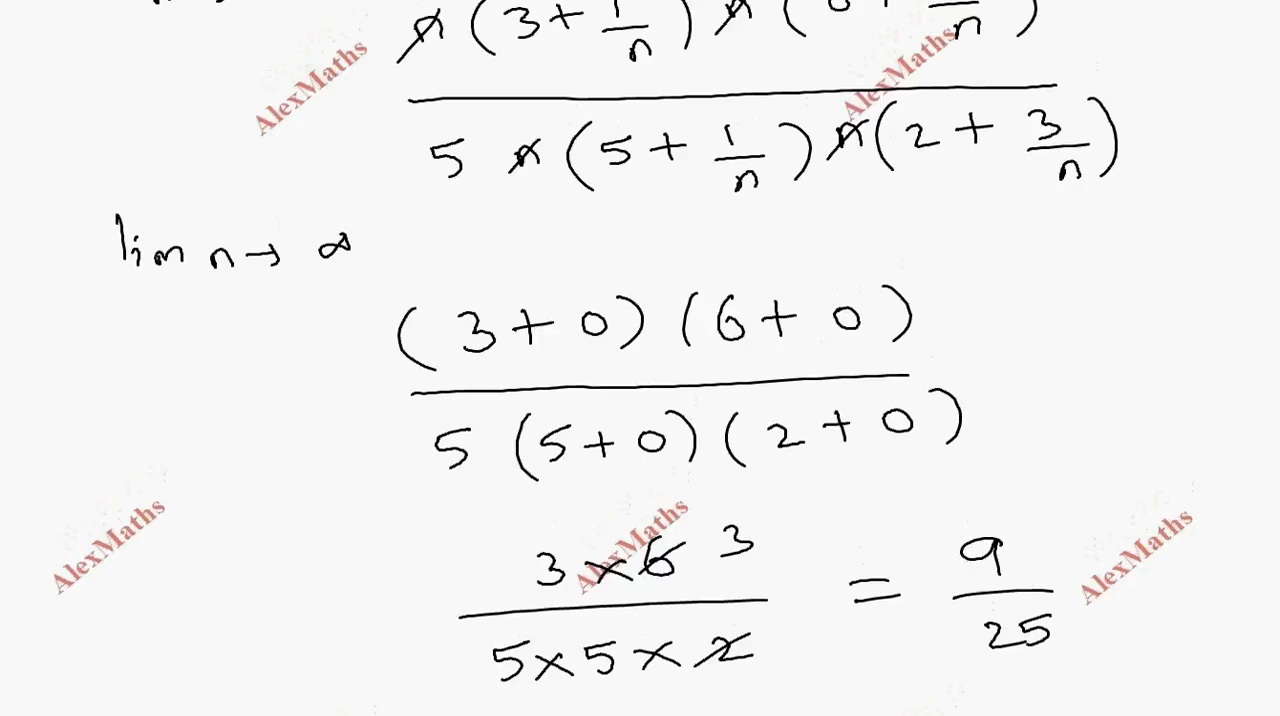 n(3 + 1/n) n(6 + /n)
5 n(5 + 1/n) n(2 + 3/n)
lim n→ ∞
(3+0)(6+0)
5(5+0)(2+0)
3×6 3
5×5×2
= 9/25
AlexMaths
AlexMaths
AlexMaths
AlexMaths
AlexMaths